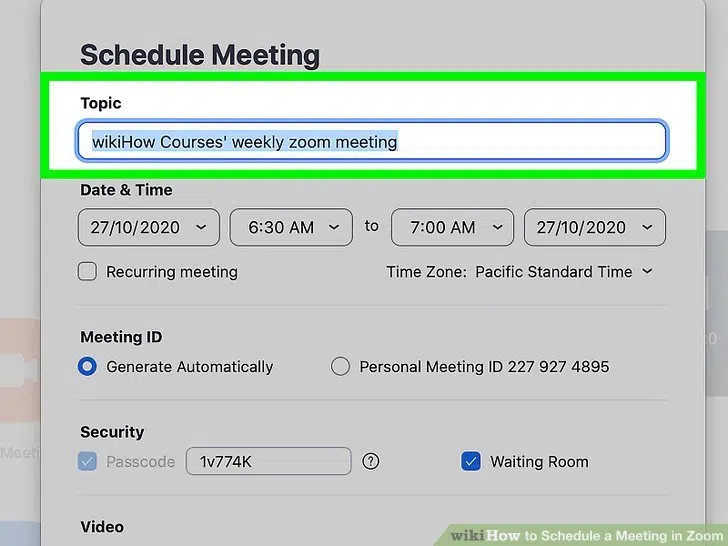 Schedule Meeting
Topic
wikiHow Courses' weekly zoom meeting
Date & Time
27/10/2020 6:30 AM to 7:00 AM 27/10/2020
Recurring meeting Time Zone: Pacific Standard Time
Meeting ID
Generate Automatically Personal Meeting ID 227 927 4895
Security
Passcode 1v774K ? Waiting Room
Meeti
Video
wikiHow to Schedule a Meeting in Zoom